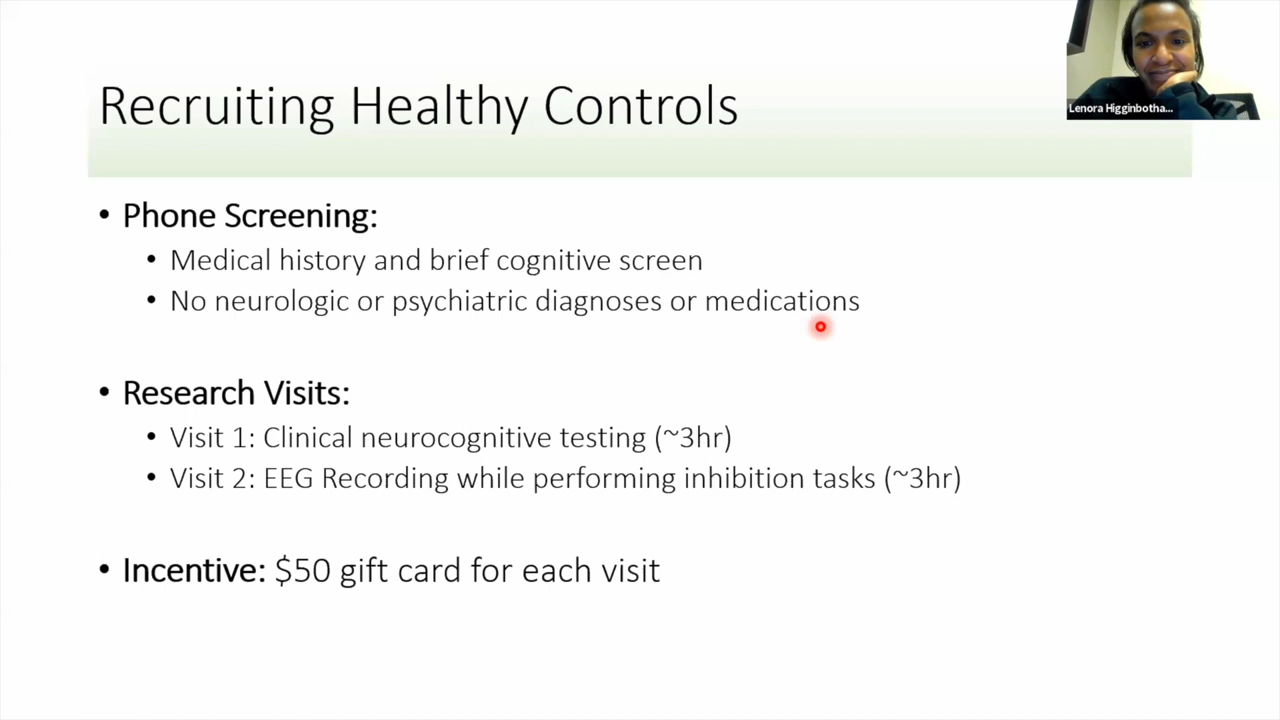 Recruiting Healthy Controls
Lenora Higginbotha...
• Phone Screening:
• Medical history and brief cognitive screen
• No neurologic or psychiatric diagnoses or medications
• Research Visits:
• Visit 1: Clinical neurocognitive testing (~3hr)
• Visit 2: EEG Recording while performing inhibition tasks (~3hr)
• Incentive: $50 gift card for each visit